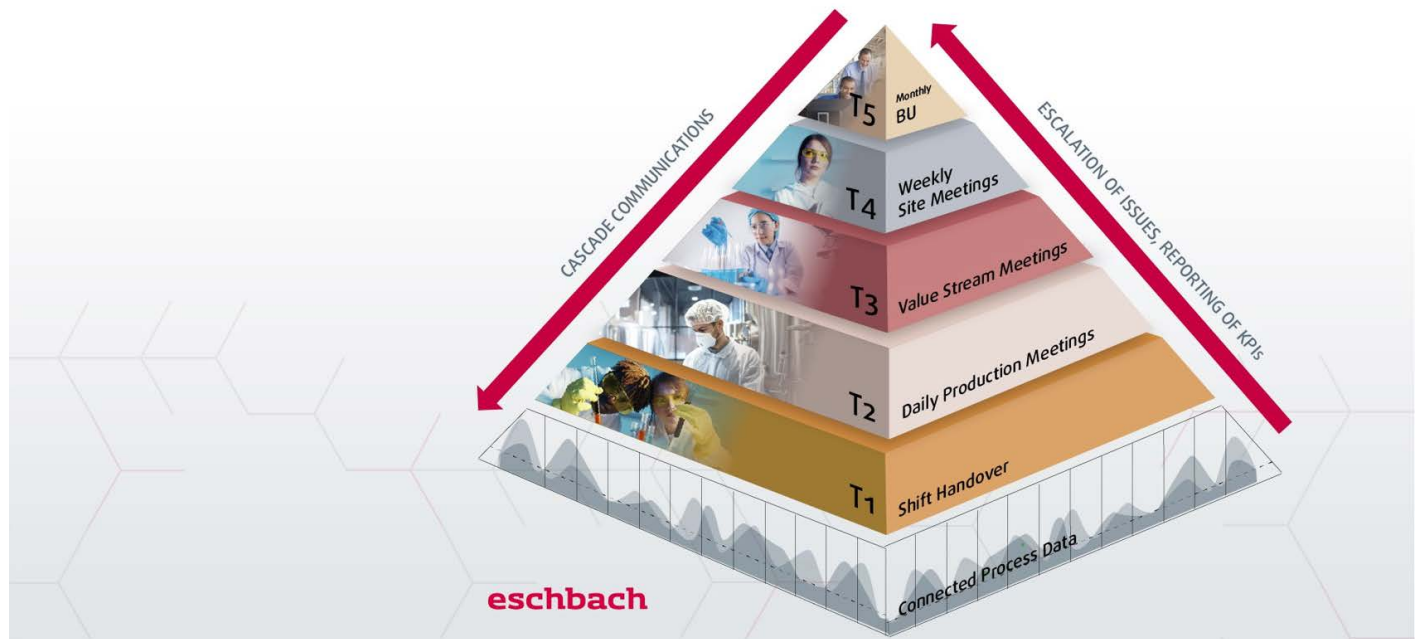 CASCADE COMMUNICATIONS
ESCALATION OF ISSUES, REPORTING OF KPIs
T5
Monthly
BU
T4
Weekly
Site Meetings
T3
Value Stream Meetings
T2
Daily Production Meetings
T1
Shift Handover
Connected Process Data
eschbach